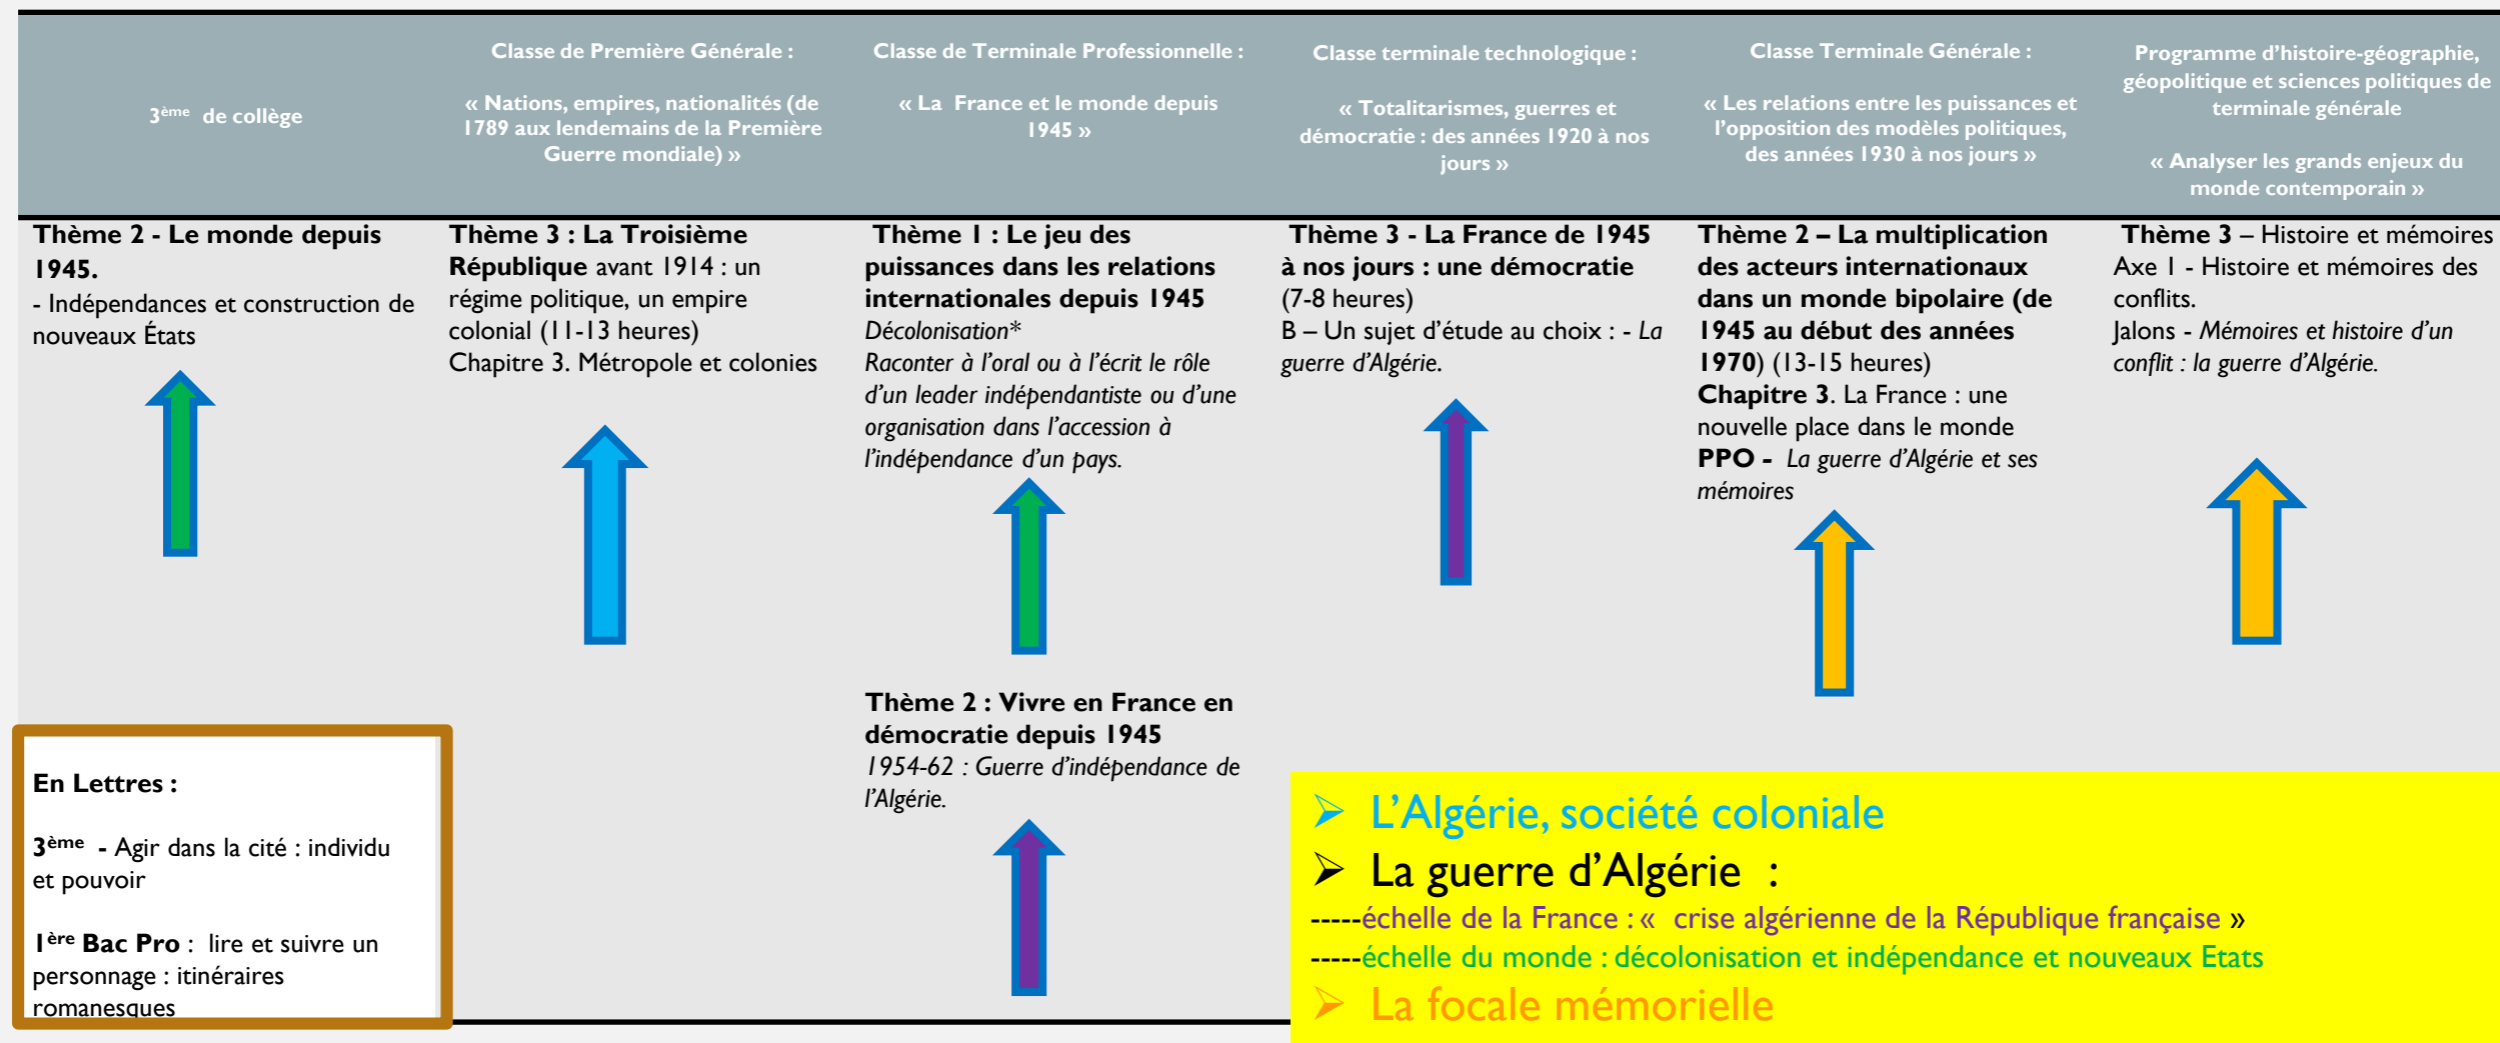 3ème de collège
Classe de Première Générale :
« Nations, empires, nationalités (de
1789 aux lendemains de la Première
Guerre mondiale) »
Classe de Terminale Professionnelle :
« La France et le monde depuis
1945 »
Classe terminale technologique :
« Totalitarismes, guerres et
démocratie : des années 1920 à nos
jours »
Classe Terminale Générale :
« Les relations entre les puissances et
l’opposition des modèles politiques,
des années 1930 à nos jours »
Programme d’histoire-géographie,
géopolitique et sciences politiques de
terminale générale
« Analyser les grands enjeux du
monde contemporain »
Thème 2 - Le monde depuis
1945.
- Indépendances et construction de
nouveaux États
Thème 3 : La Troisième
République avant 1914 : un
régime politique, un empire
colonial (11-13 heures)
Chapitre 3. Métropole et colonies
Thème 1 : Le jeu des
puissances dans les relations
internationales depuis 1945
Décolonisation*
Raconter à l’oral ou à l’écrit le rôle
d’un leader indépendantiste ou d’une
organisation dans l’accession à
l’indépendance d’un pays.
Thème 2 : Vivre en France en
démocratie depuis 1945
1954-62 : Guerre d’indépendance de
l’Algérie.
Thème 3 - La France de 1945
à nos jours : une démocratie
(7-8 heures)
B – Un sujet d’étude au choix : - La
guerre d’Algérie.
Thème 2 – La multiplication
des acteurs internationaux
dans un monde bipolaire (de
1945 au début des années
1970) (13-15 heures)
Chapitre 3. La France : une
nouvelle place dans le monde
PPO - La guerre d’Algérie et ses
mémoires
Thème 3 – Histoire et mémoires
Axe 1 - Histoire et mémoires des
conflits.
Jalons - Mémoires et histoire d’un
conflit : la guerre d’Algérie.
En Lettres :
3ème - Agir dans la cité : individu
et pouvoir
1ère Bac Pro : lire et suivre un
personnage : itinéraires
romanesques
➢ L’Algérie, société coloniale
➢ La guerre d’Algérie :
-----échelle de la France : « crise algérienne de la République française »
-----échelle du monde : décolonisation et indépendance et nouveaux Etats
➢ La focale mémorielle